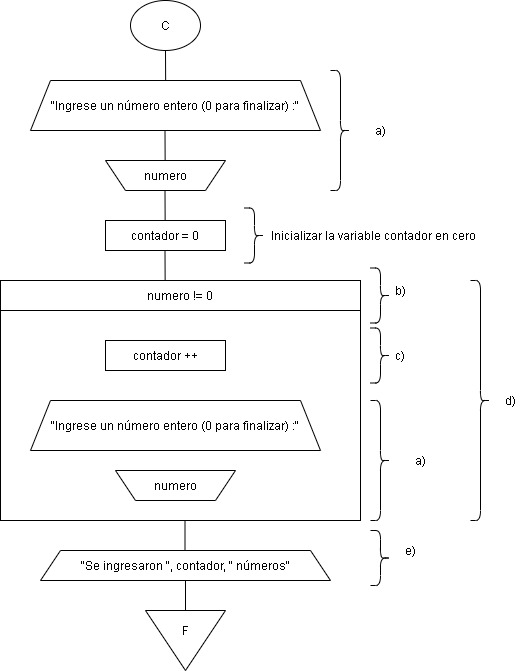 C
"Ingrese un número entero (0 para finalizar) :"
a)
numero
contador = 0
Inicializar la variable contador en cero
numero != 0
b)
contador ++
c)
d)
"Ingrese un número entero (0 para finalizar) :"
a)
numero
"Se ingresaron ", contador, " números"
e)
F